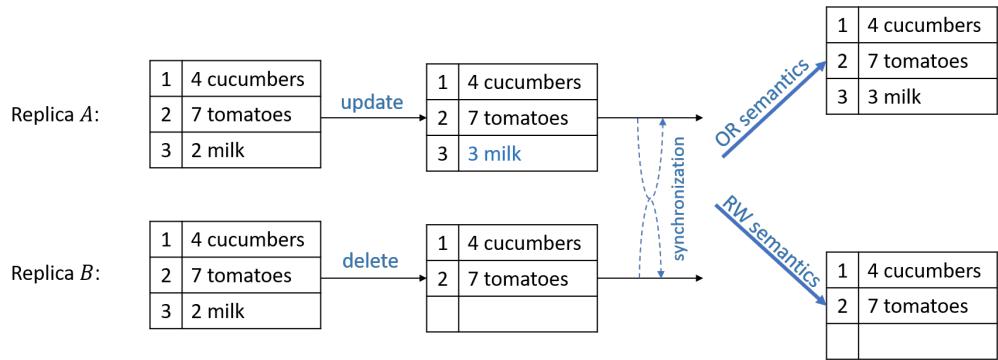 Replica A:
1 4 cucumbers
2 7 tomatoes
3 2 milk
update
1 4 cucumbers
2 7 tomatoes
3 3 milk
Replica B:
1 4 cucumbers
2 7 tomatoes
3 2 milk
delete
1 4 cucumbers
2 7 tomatoes
synchronization
OR semantics
1 4 cucumbers
2 7 tomatoes
3 3 milk
RW semantics
1 4 cucumbers
2 7 tomatoes